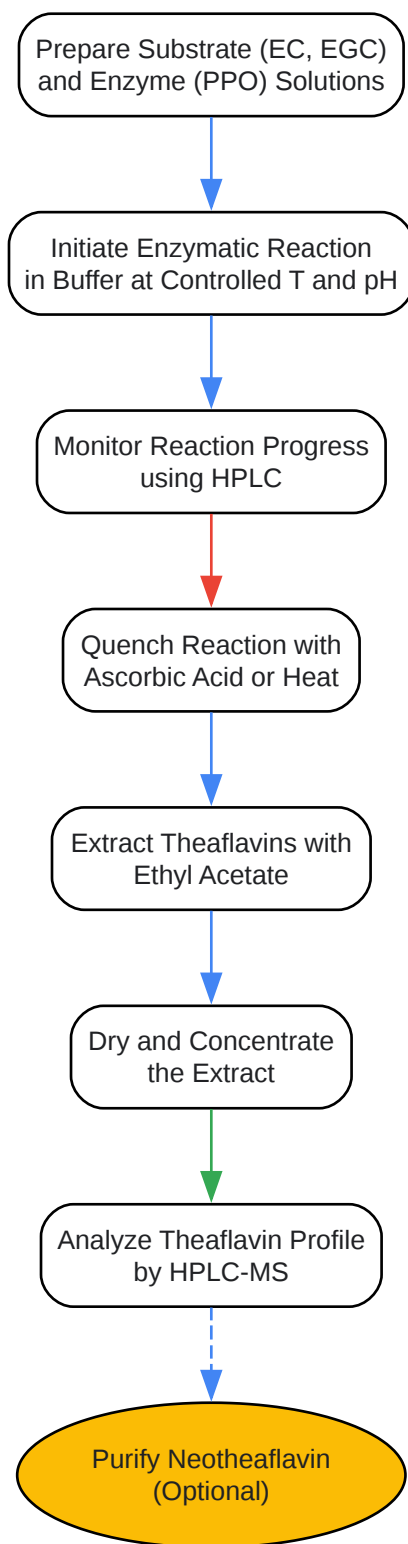 Prepare Substrate (EC, EGC)
and Enzyme (PPO) Solutions
Initiate Enzymatic Reaction
in Buffer at Controlled T and pH
Monitor Reaction Progress
using HPLC
Quench Reaction with
Ascorbic Acid or Heat
Extract Theaflavins with
Ethyl Acetate
Dry and Concentrate
the Extract
Analyze Theaflavin Profile
by HPLC-MS
Purify Neotheaflavin
(Optional)